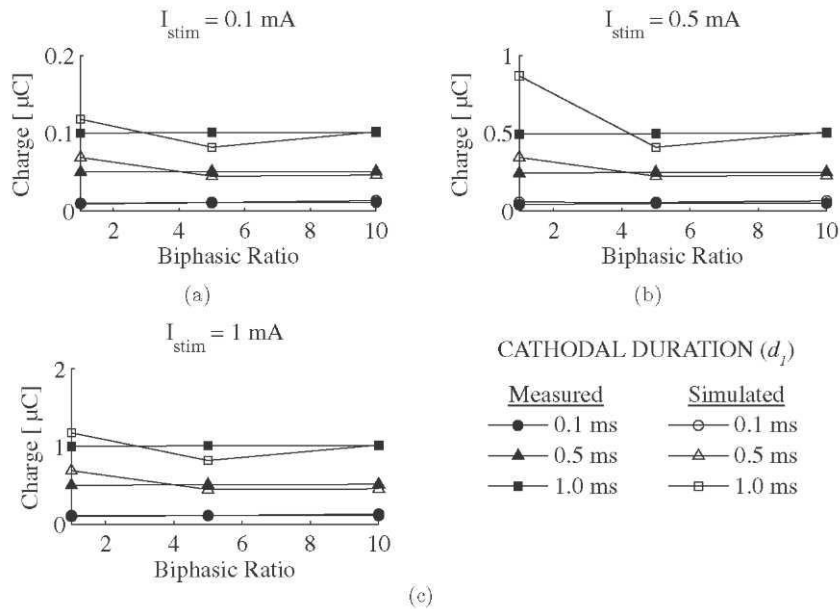 I_stim = 0.1 mA
0.2
0.1
0
Charge [ µC]
2 4 6 8 10
Biphasic Ratio
(a)
I_stim = 0.5 mA
1
0.5
0
Charge [ µC]
2 4 6 8 10
Biphasic Ratio
(b)
I_stim = 1 mA
2
1
0
Charge [ µC]
2 4 6 8 10
Biphasic Ratio
CATHODAL DURATION (d_1)
Measured Simulated
0.1 ms 0.1 ms
0.5 ms 0.5 ms
1.0 ms 1.0 ms
(c)